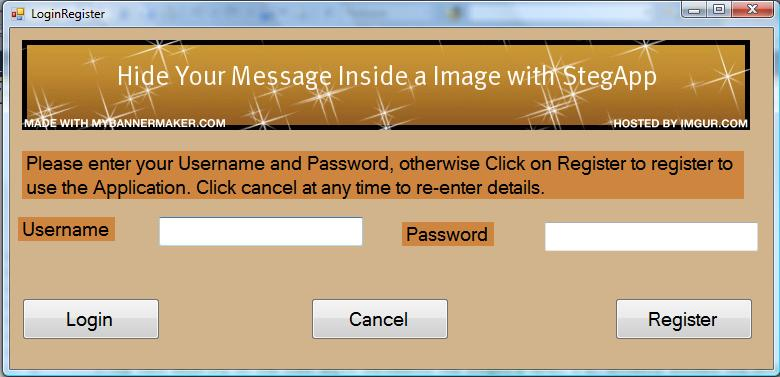 LoginRegister
Hide Your Message Inside a Image with StegApp
MADE WITH MYBANNERMAKER.COM
HOSTED BY IMGUR.COM
Please enter your Username and Password, otherwise Click on Register to register to
use the Application. Click cancel at any time to re-enter details.
Username
Password
Login
Cancel
Register